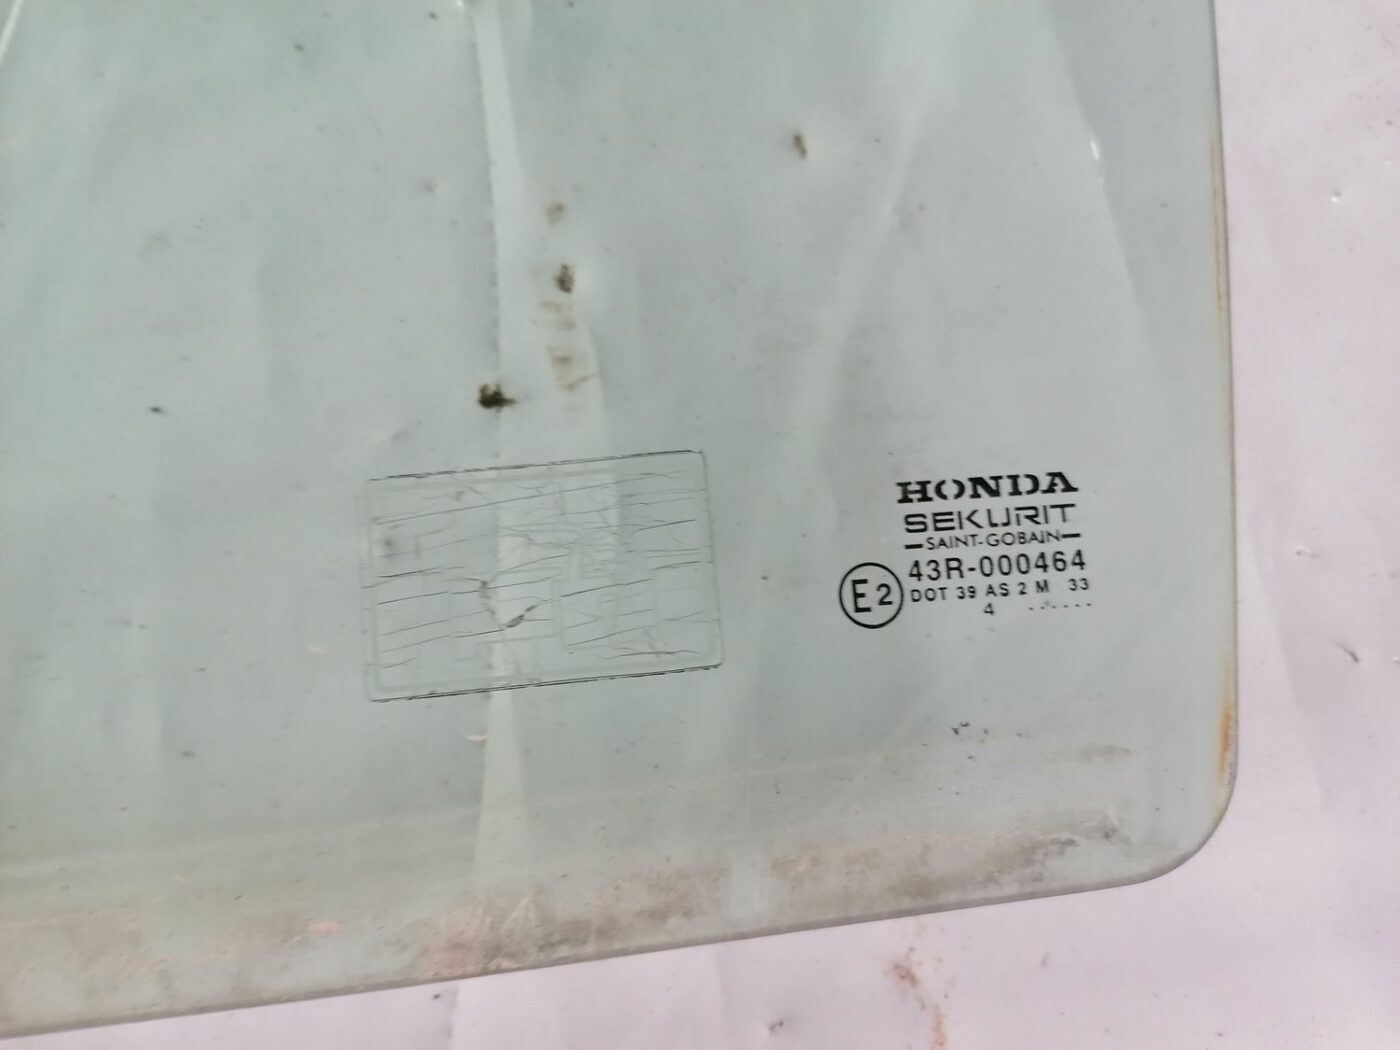 HONDA
SEKURIT
SAINT-GOBAIN
E2
43R-000464
DOT 39 AS 2 M 33
4 .......